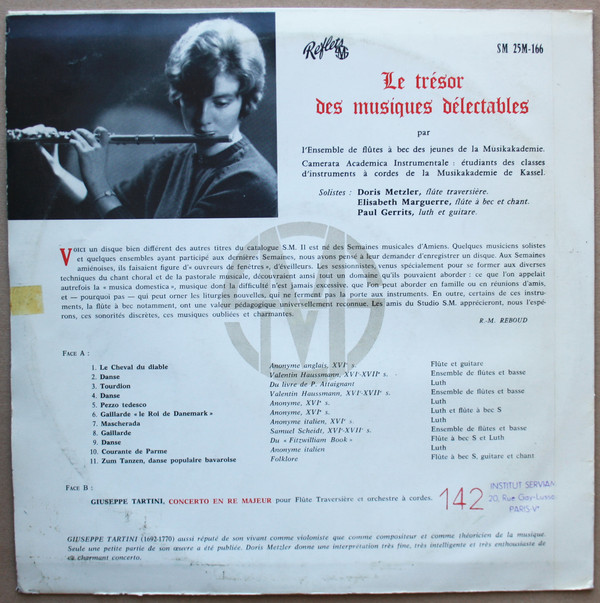 Reflets SM
SM 25M-166
Le trésor
des musiques délectables
par
l'Ensemble de flûtes à bec des jeunes de la Müsikakademie.
Camerata Academica Instrumentale : étudiants des classes
d'instruments à cordes de la Musikakademie de Kassel.
Solistes : Doris Metzler, flûte traversière.
Elisabeth Marguerre, flûte à bec et chant.
Paul Gerrits, luth et guitare.
VOICI un disque bien différent des autres titres du catalogue S.M. Il est né des Semaines musicales d'Amiens. Quelques musiciens solistes
et quelques ensembles ayant participé aux dernières Semaines, nous avons pensé à leur demander d'enregistrer un disque. Aux Semaines
amiénoises, ils faisaient figure d'« ouvreurs de fenêtres », d'éveilleurs. Les sessionnistes, venus spécialement pour se former aux diverses
techniques du chant choral et de la pastorale musicale, découvraient ainsi tout un domaine qu'ils pouvaient aborder : ce que l'on appelait
autrefois la « musica domestica », musique dont la difficulté n'est jamais excessive, que l'on peut aborder en famille ou en réunions d'amis,
et — pourquoi pas — qui peut orner les liturgies nouvelles, qui ne ferment pas la porte aux instruments. En outre, certains de ces instru-
ments, la flûte à bec notamment, ont une valeur pédagogique universellement reconnue. Les amis du Studio S.M. apprécieront, nous l'espé-
rons, ces sonorités discrètes, ces musiques oubliées et charmantes.
R.-M. REBOUD
FACE A :
1. Le Cheval du diable Anonyme anglais, XVIe s. Flûte et guitare
2. Danse Valentin Haussmann, XVIe-XVIIe s. Ensemble de flûtes et basse
3. Tourdion Du livre de P. Attaignant Luth
4. Danse Valentin Haussmann, XVIe-XVIIe s. Ensemble de flûtes et basse
5. Pezzo tedesco Anonyme, XVIe s. Luth
6. Gaillarde « le Roi de Danemark » Anonyme, XVIe s. Luth et flûte à bec S
7. Mascherada Anonyme italien, XVIe s. Luth
8. Gaillarde Samuel Scheidt, XVIe-XVIIe s. Ensemble de flûtes et basse
9. Danse Du « Fitzwilliam Book » Flûte à bec S et Luth
10. Courante de Parme Anonyme italien Luth
11. Zum Tanzen, danse populaire bavaroise Folklore Flûte à bec S, guitare et chant
FACE B :
GIUSEPPE TARTINI, CONCERTO EN RE MAJEUR pour Flûte Traversière et orchestre à cordes.
142
INSTITUT SERVIAM
20, Rue Gay-Lussac
PARIS Ve
GIUSEPPE TARTINI (1692-1770) aussi réputé de son vivant comme violoniste que comme compositeur et comme théoricien de la musique.
Seule une petite partie de son œuvre a été publiée. Doris Metzler donne une interprétation très fine, très intelligente et très enthousiaste de
ce charmant concerto.